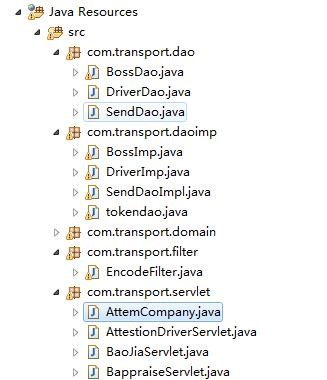 Java Resources
src
com.transport.dao
BossDao.java
DriverDao.java
SendDao.java
com.transport.daoimp
BossImp.java
DriverImp.java
SendDaoImpl.java
tokendao.java
com.transport.domain
com.transport.filter
EncodeFilter.java
com.transport.servlet
AttemCompany.java
AttestionDriverServlet.java
BaoJiaServlet.java
BappraiseServlet.java